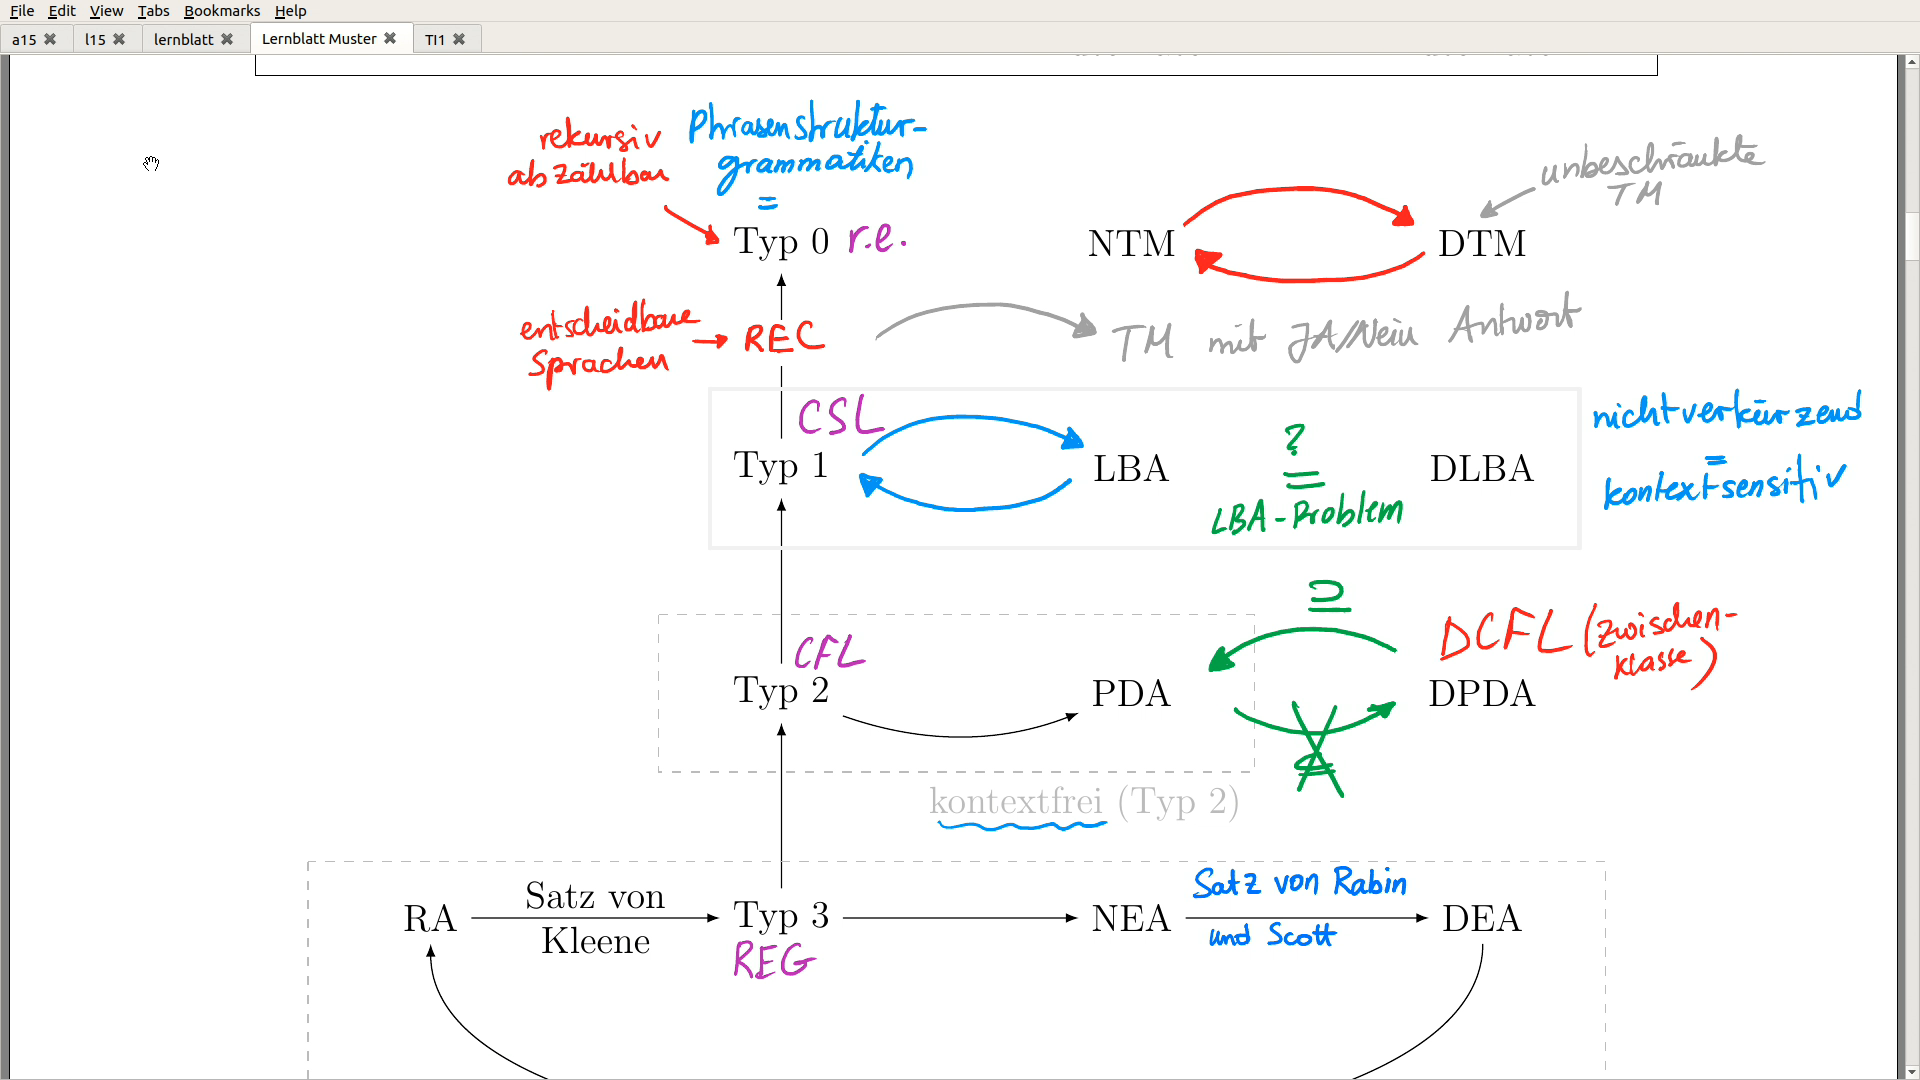 File Edit View Tabs Bookmarks Help
a15 l15 lernblatt Lernblatt Muster TI1
rekursiv
abzählbar
Phrasenstruktur-
grammatiken
=
unbeschränkte
TM
Typ 0 r.e.
NTM
DTM
entscheidbare
Sprachen
REC
TM mit JA/Nein Antwort
CSL
Typ 1
LBA
?
=
LBA-Problem
DLBA
nichtverkürzend
=
kontextsensitiv
CFL
Typ 2
PDA
⊇
DCFL (zwischen-
klasse)
DPDA
kontextfrei (Typ 2)
RA
Satz von
Kleene
Typ 3
REG
NEA
Satz von Rabin
und Scott
DEA